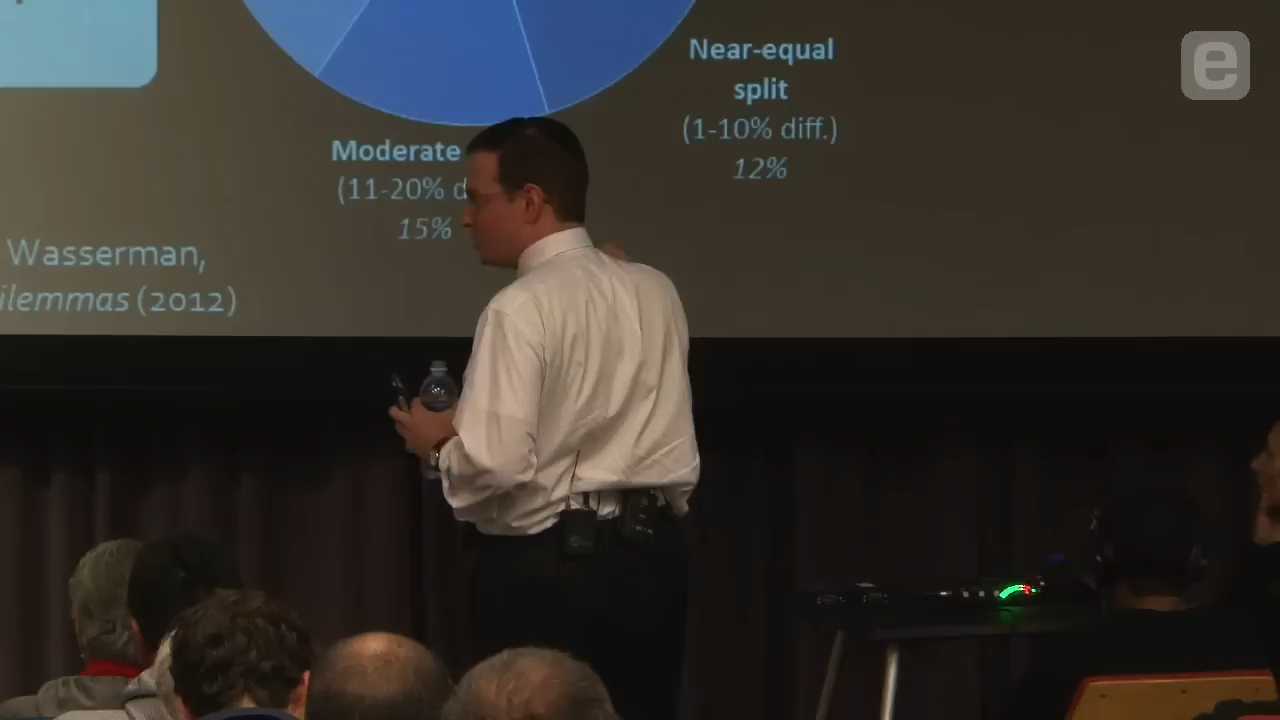 Near-equal
split
(1-10% diff.)
12%
Moderate
(11-20% d
15%
Wasserman,
ilemmas (2012)
e